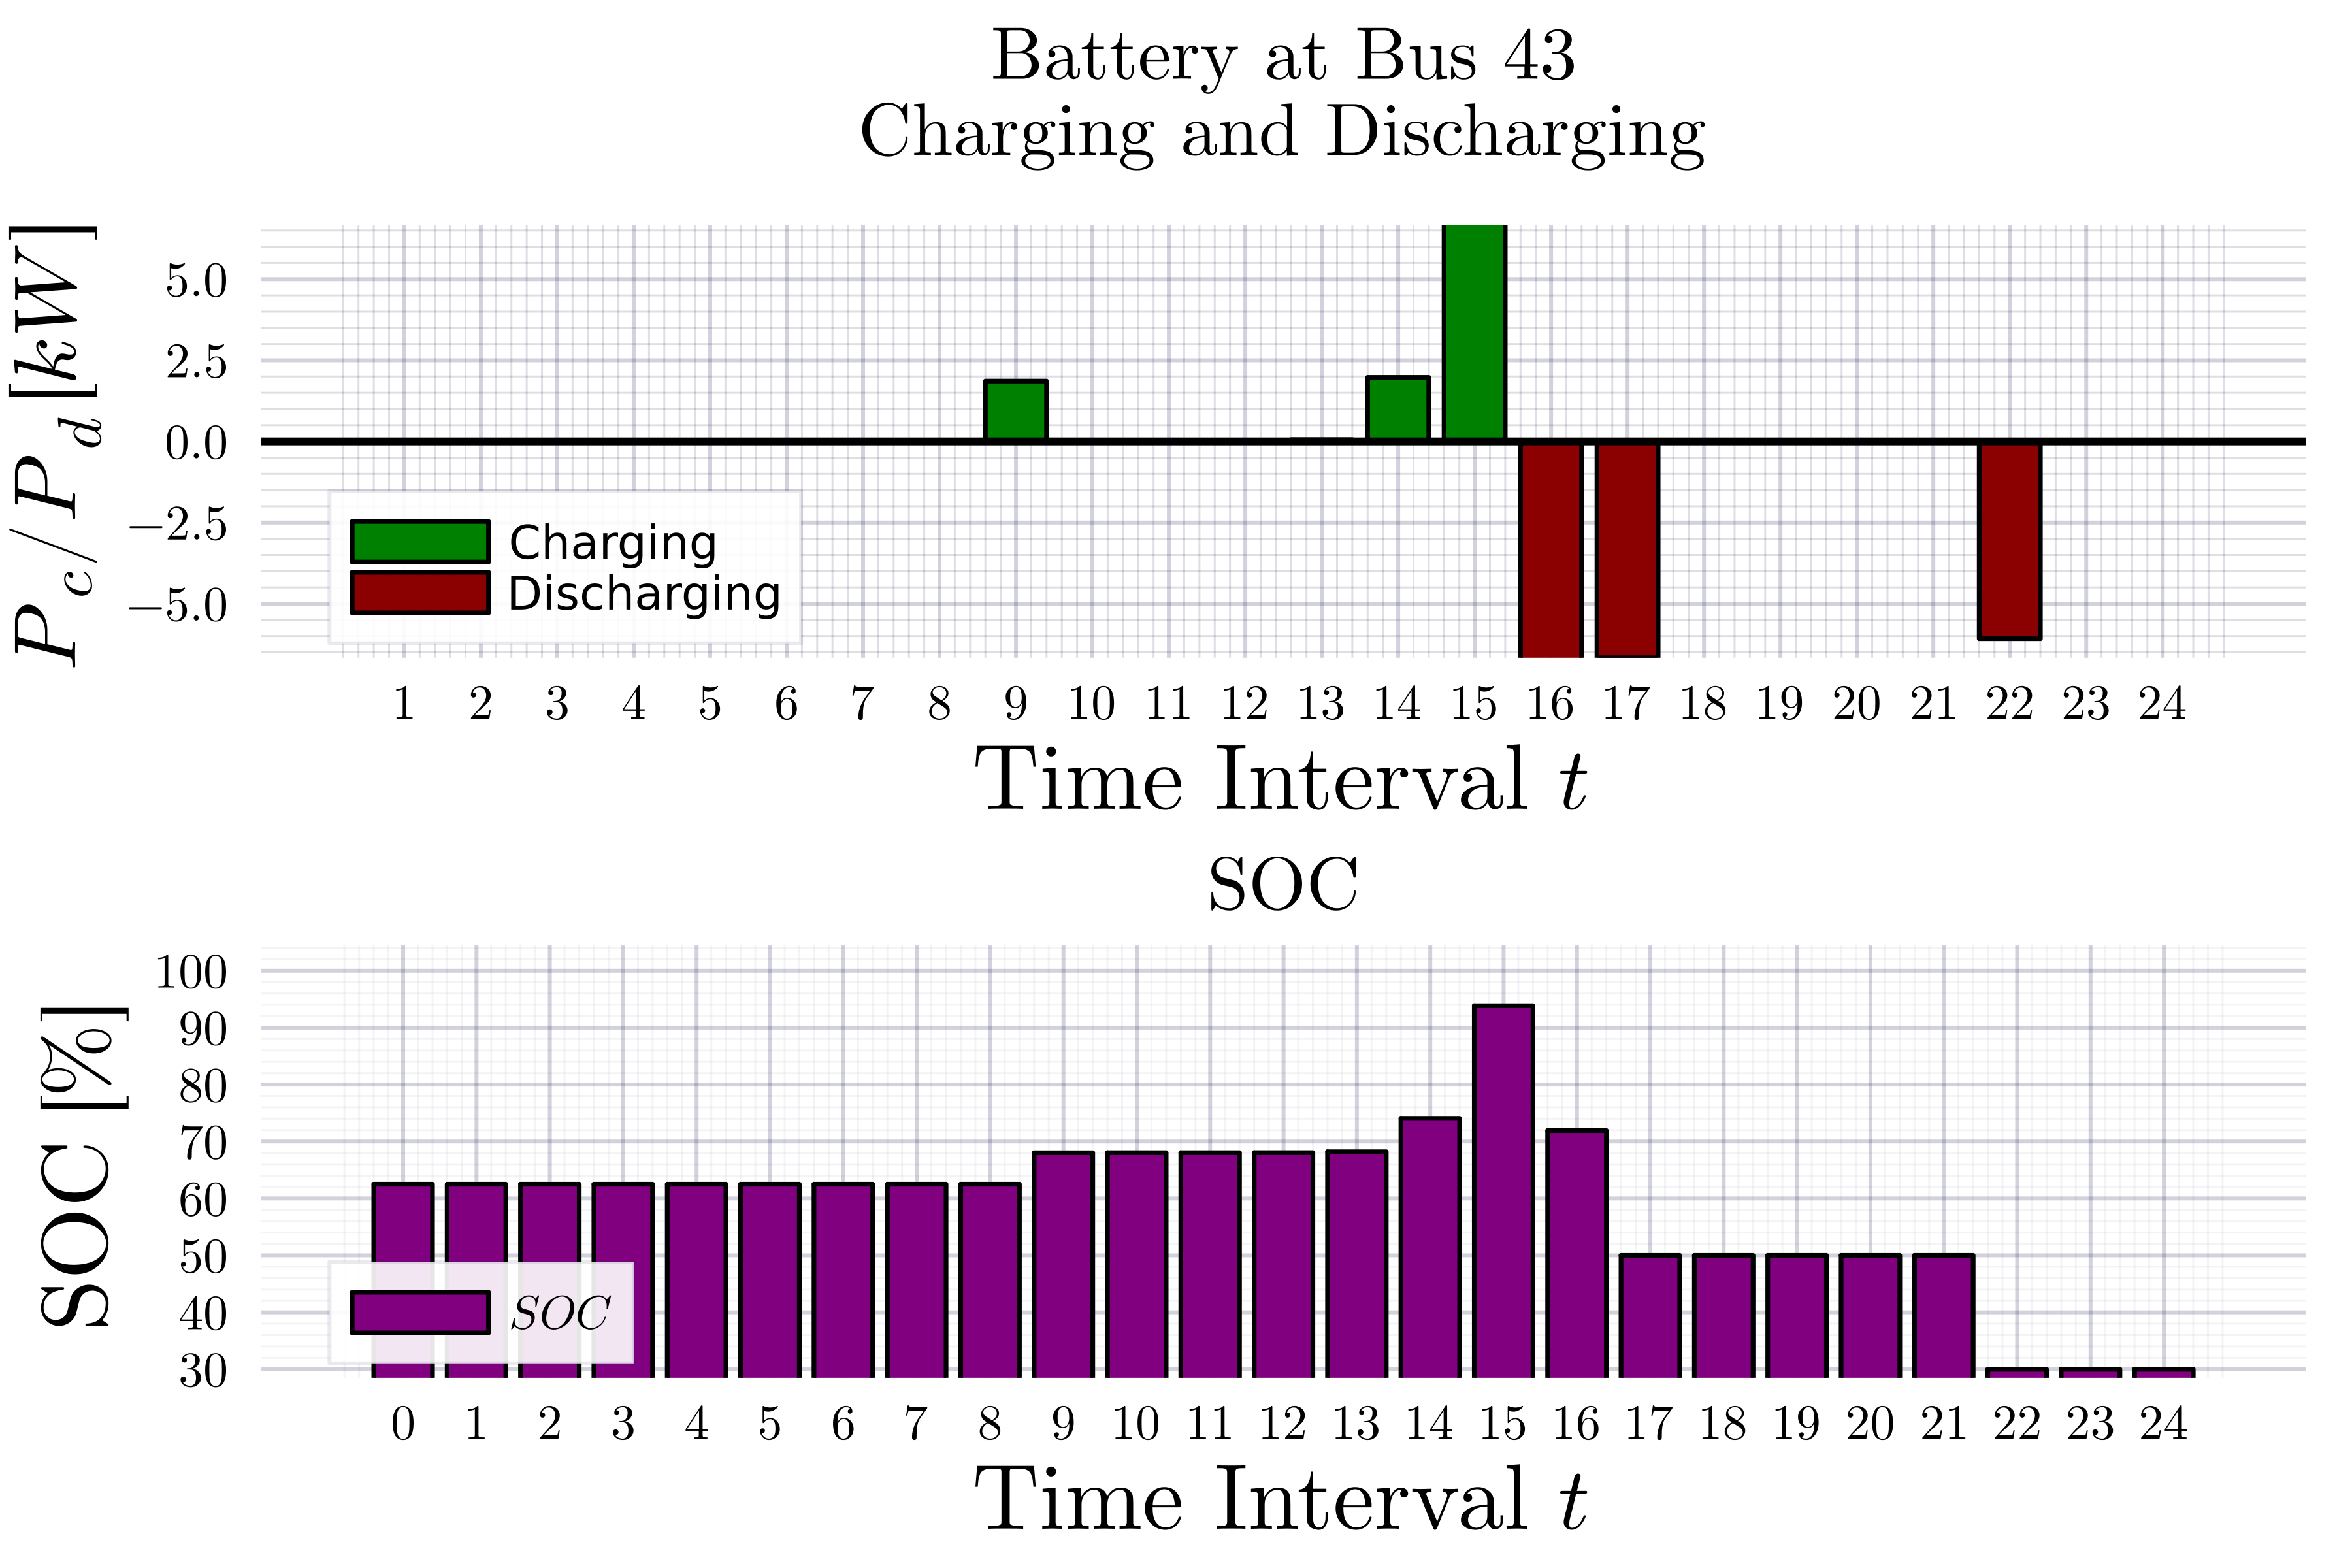 Battery at Bus 43
Charging and Discharging
P_c/P_d [kW]
5.0
2.5
0.0
−2.5
−5.0
Charging
Discharging
1 2 3 4 5 6 7 8 9 10 11 12 13 14 15 16 17 18 19 20 21 22 23 24
Time Interval t
SOC
SOC [%]
100
90
80
70
60
50
40
30
SOC
0 1 2 3 4 5 6 7 8 9 10 11 12 13 14 15 16 17 18 19 20 21 22 23 24
Time Interval t